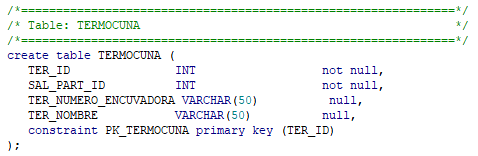 /*==============================================================*/
/* Table: TERMOCUNA                                             */
/*==============================================================*/
create table TERMOCUNA (
   TER_ID               INT                  not null,
   SAL_PART_ID          INT                  not null,
   TER_NUMERO_ENCUVADORA VARCHAR(50)          null,
   TER_NOMBRE           VARCHAR(50)          null,
   constraint PK_TERMOCUNA primary key (TER_ID)
);